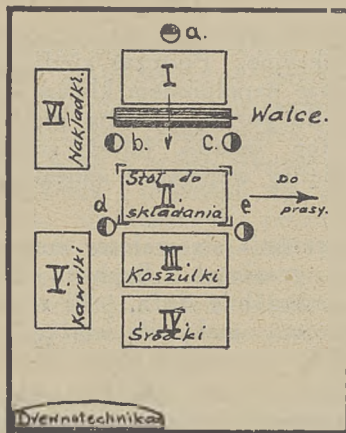 a.
I
VI
Nakładki.
Walce.
b.
c.
Stół do
II.
składania
Do
prasy.
d
e
III.
Koszulki
V.
Kawałki
IV.
Środki
Drewnotechnika